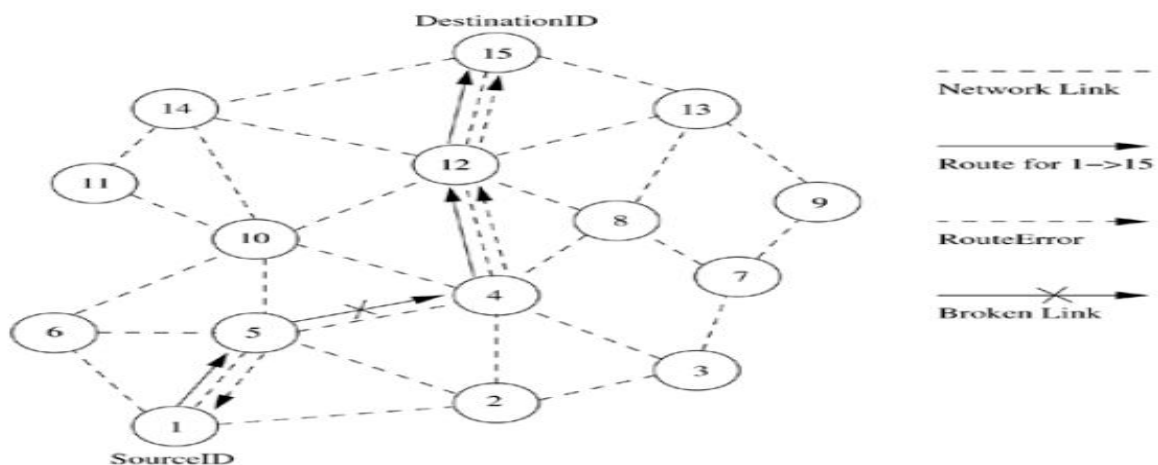 DestinationID
15
14
13
12
11
10
9
8
7
6
5
4
3
2
1
SourceID
Network Link
Route for 1->15
RouteError
Broken Link